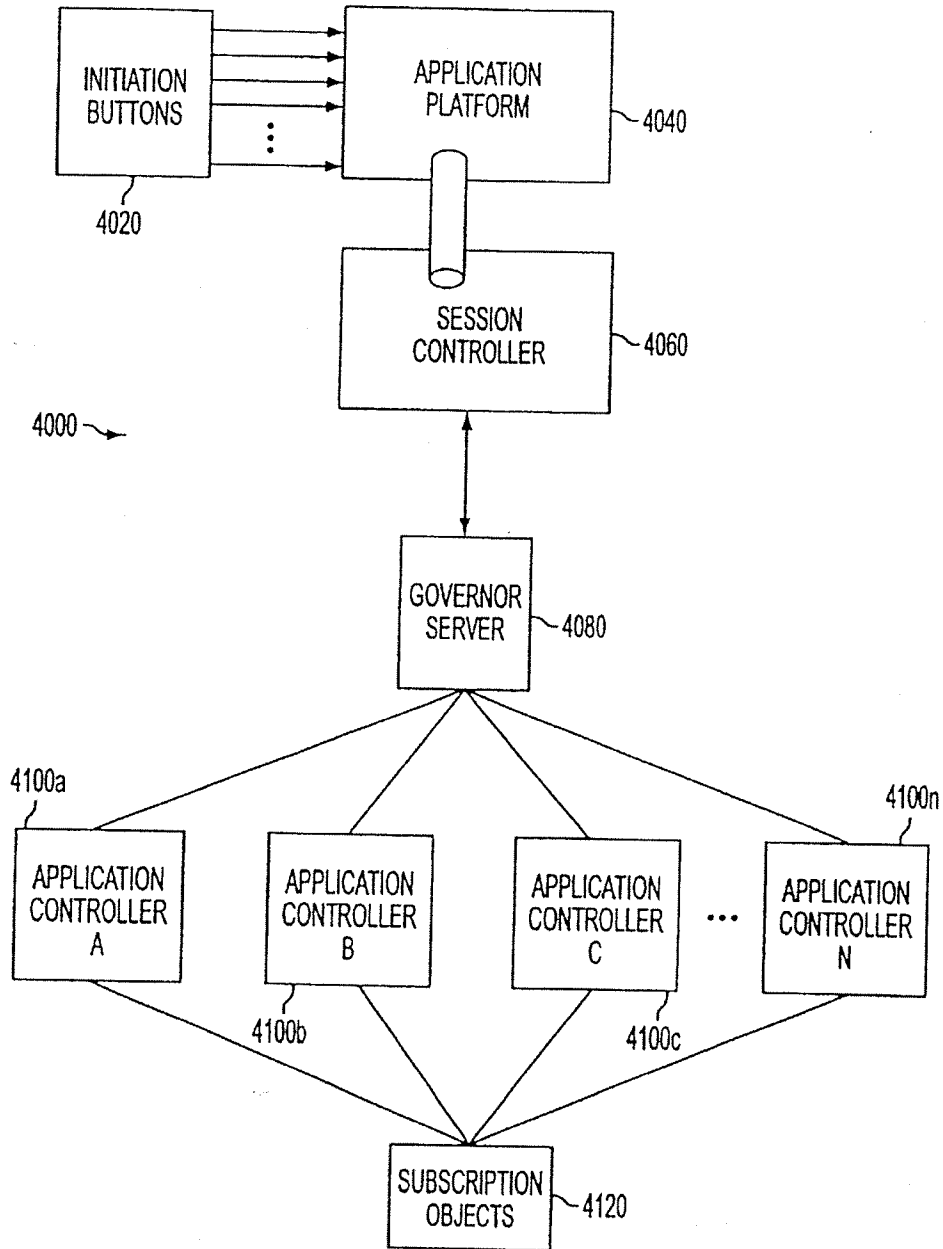 INITIATION
BUTTONS
4020
APPLICATION
PLATFORM
4040
SESSION
CONTROLLER
4060
4000
GOVERNOR
SERVER
4080
4100a
APPLICATION
CONTROLLER
A
APPLICATION
CONTROLLER
B
4100b
APPLICATION
CONTROLLER
C
4100c
...
4100n
APPLICATION
CONTROLLER
N
SUBSCRIPTION
OBJECTS
4120